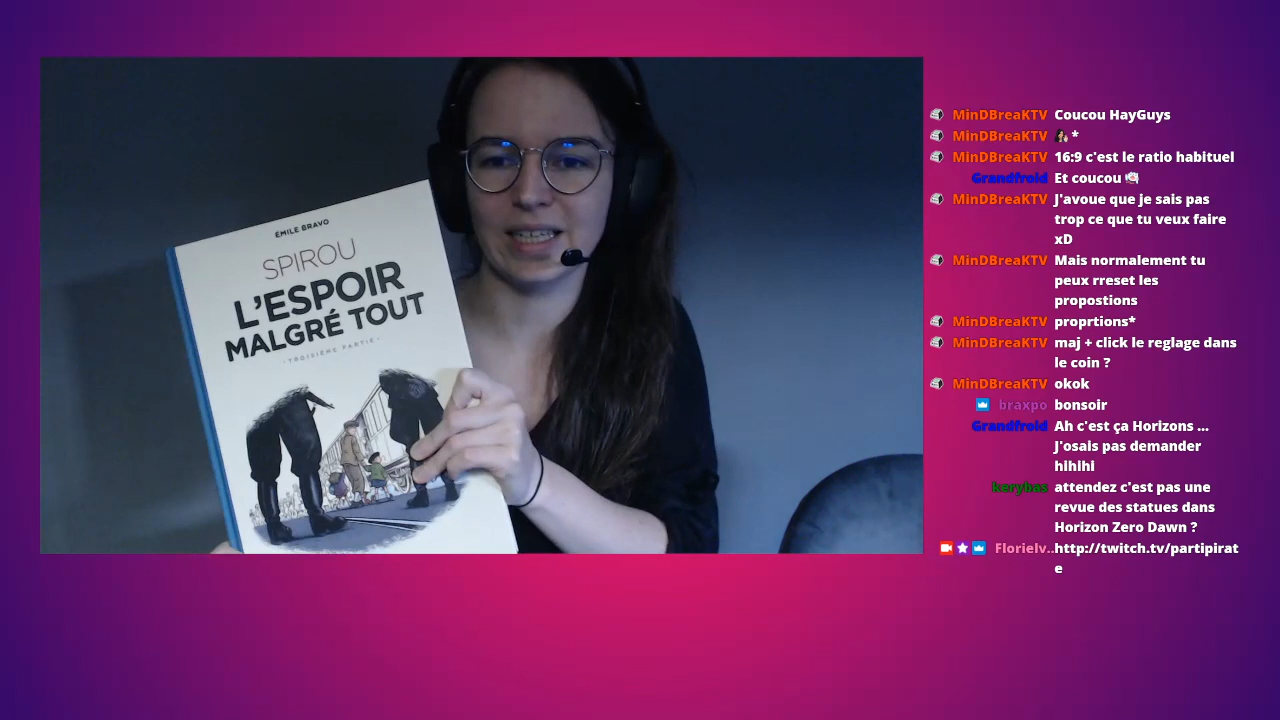 ÉMILE BRAVO
SPIROU
L'ESPOIR
MALGRÉ TOUT
· TROISIÈME PARTIE ·
MinDBreaKTV Coucou HayGuys
MinDBreaKTV *
MinDBreaKTV 16:9 c'est le ratio habituel
Grandfroid Et coucou
MinDBreaKTV J'avoue que je sais pas
trop ce que tu veux faire
xD
MinDBreaKTV Mais normalement tu
peux rreset les
propostions
MinDBreaKTV proprtions*
MinDBreaKTV maj + click le reglage dans
le coin ?
MinDBreaKTV okok
braxpo bonsoir
Grandfroid Ah c'est ça Horizons ...
J'osais pas demander
hihihi
kerybas attendez c'est pas une
revue des statues dans
Horizon Zero Dawn ?
Florielv... http://twitch.tv/partipirat
e